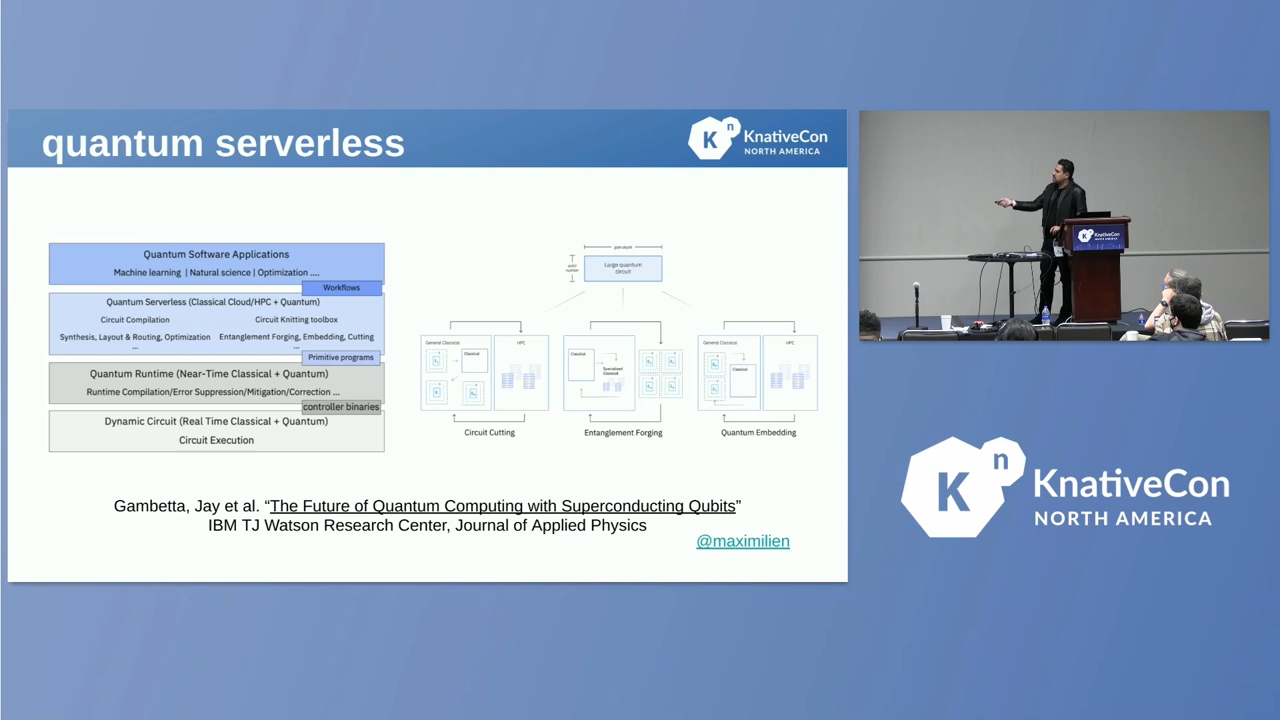 quantum serverless
K n KnativeCon
NORTH AMERICA
Quantum Software Applications
Machine learning | Natural science | Optimization ....
Workflows
Quantum Serverless (Classical Cloud/HPC + Quantum)
Circuit Compilation
Circuit Knitting toolbox
Synthesis, Layout & Routing, Optimization
...
Entanglement Forging, Embedding, Cutting
...
Primitive programs
Quantum Runtime (Near-Time Classical + Quantum)
Runtime Compilation/Error Suppression/Mitigation/Correction ...
controller binaries
Dynamic Circuit (Real Time Classical + Quantum)
Circuit Execution
Large quantum
circuit
General Classical
Classical
HPC
Circuit Cutting
Classical
Specialized
Classical
Entanglement Forging
General Classical
Classical
HPC
Quantum Embedding
Gambetta, Jay et al. “The Future of Quantum Computing with Superconducting Qubits”
IBM TJ Watson Research Center, Journal of Applied Physics
@maximilien
K n KnativeCon
NORTH AMERICA